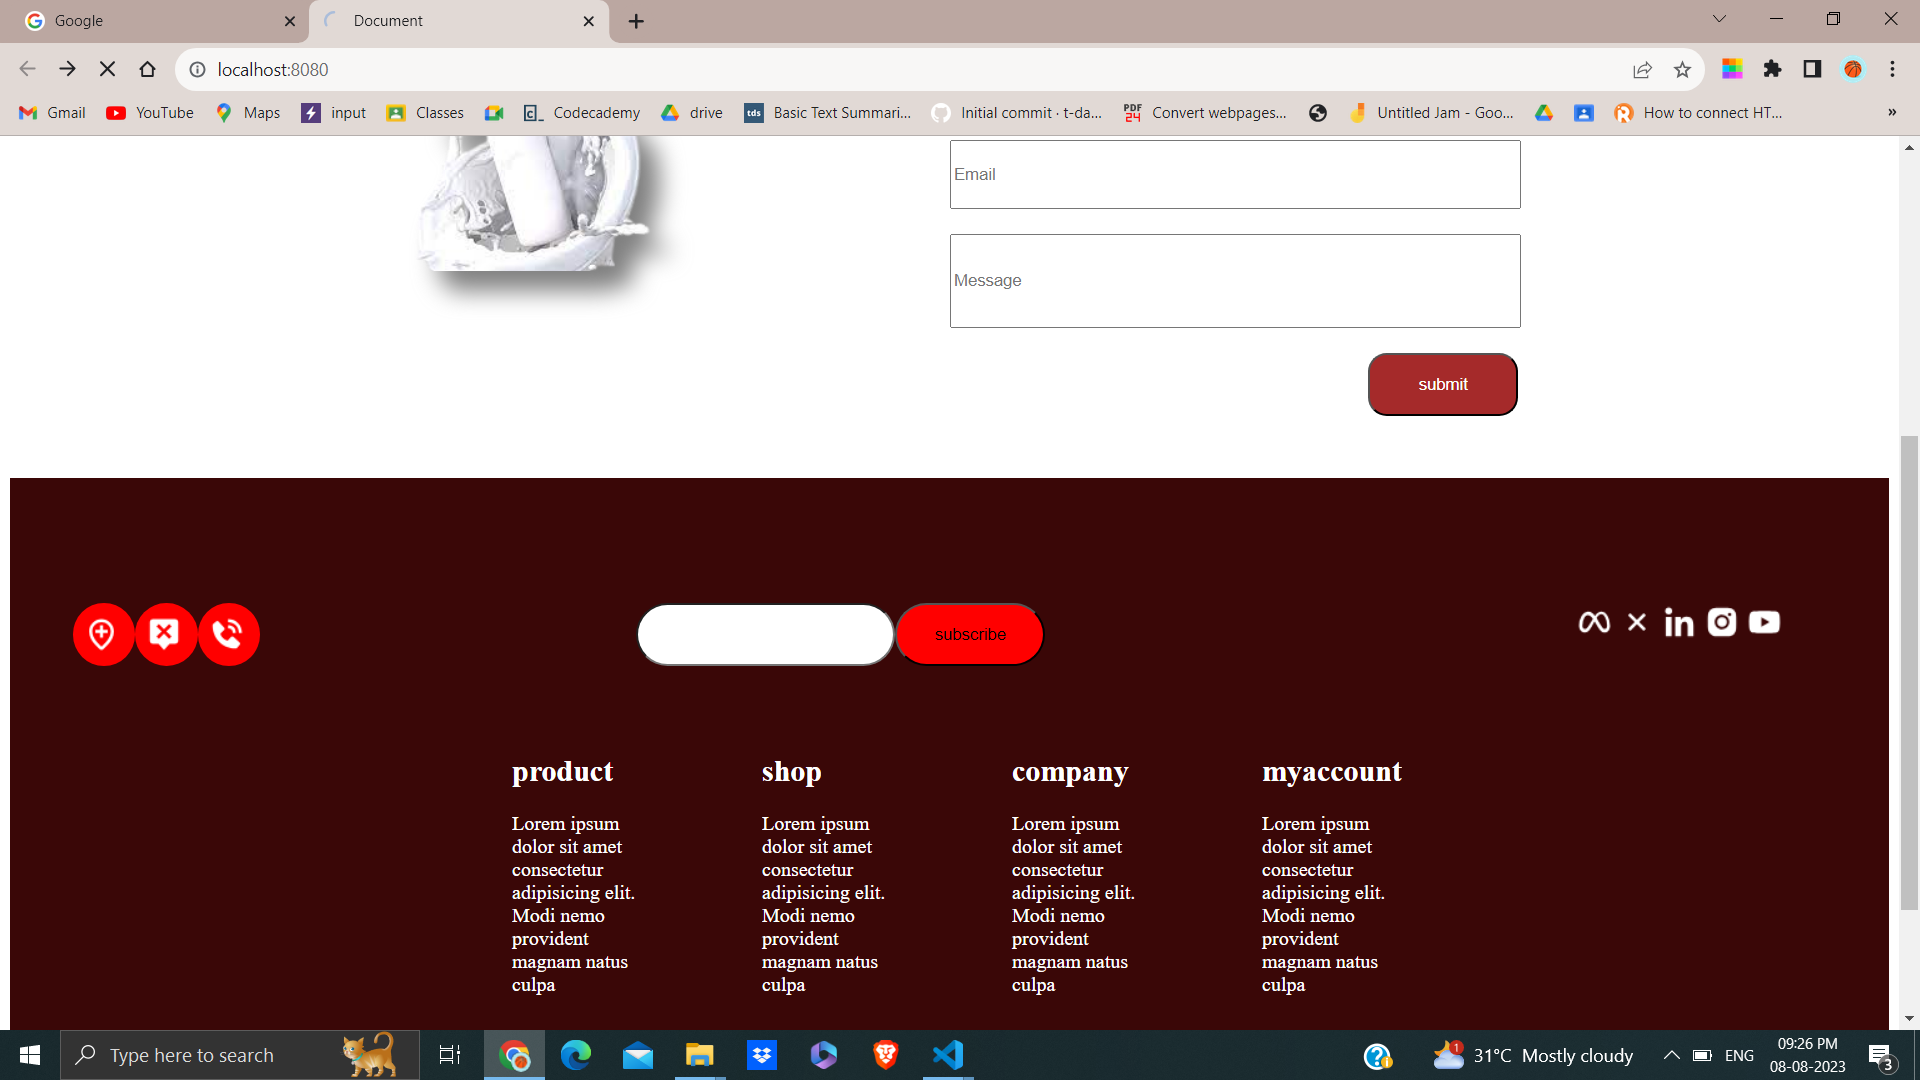 Google
Document
localhost:8080
Gmail
YouTube
Maps
input
Classes
Codecademy
drive
tds
Basic Text Summari...
Initial commit · t-da...
PDF
24
Convert webpages...
Untitled Jam - Goo...
How to connect HT...
»
Email
Message
submit
subscribe
in
product
shop
company
myaccount
Lorem ipsum
dolor sit amet
consectetur
adipisicing elit.
Modi nemo
provident
magnam natus
culpa
Lorem ipsum
dolor sit amet
consectetur
adipisicing elit.
Modi nemo
provident
magnam natus
culpa
Lorem ipsum
dolor sit amet
consectetur
adipisicing elit.
Modi nemo
provident
magnam natus
culpa
Lorem ipsum
dolor sit amet
consectetur
adipisicing elit.
Modi nemo
provident
magnam natus
culpa
Type here to search
1
31°C Mostly cloudy
ENG
09:26 PM
08-08-2023
3